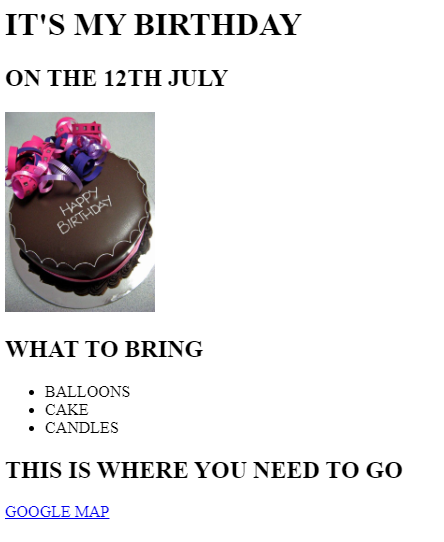 IT'S MY BIRTHDAY
ON THE 12TH JULY
HAPPY
BIRTHDAY
WHAT TO BRING
BALLOONS
CAKE
CANDLES
THIS IS WHERE YOU NEED TO GO
GOOGLE MAP